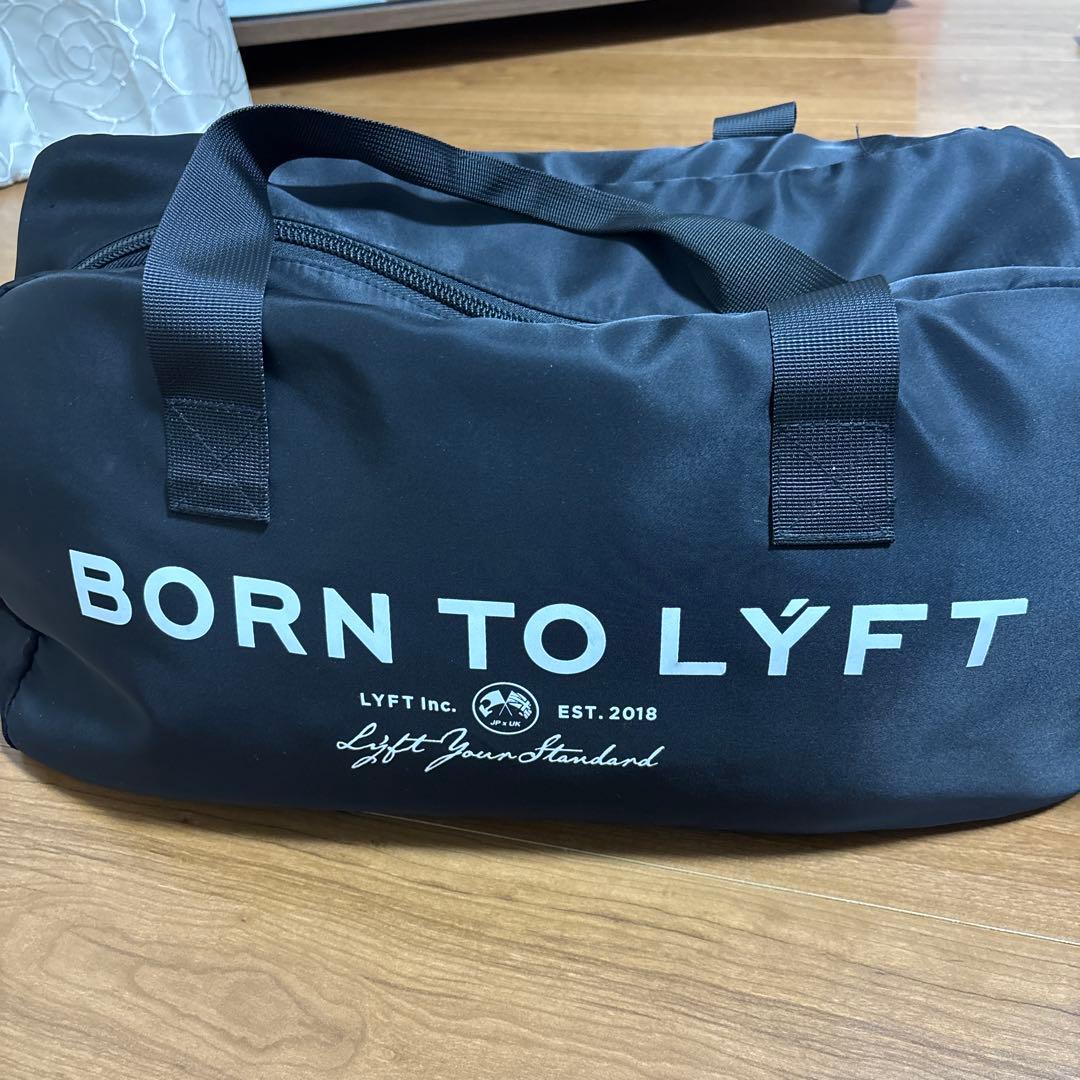 BORN TO LÝFT
LYFT Inc. JP x UK EST. 2018
Lýft Your Standard